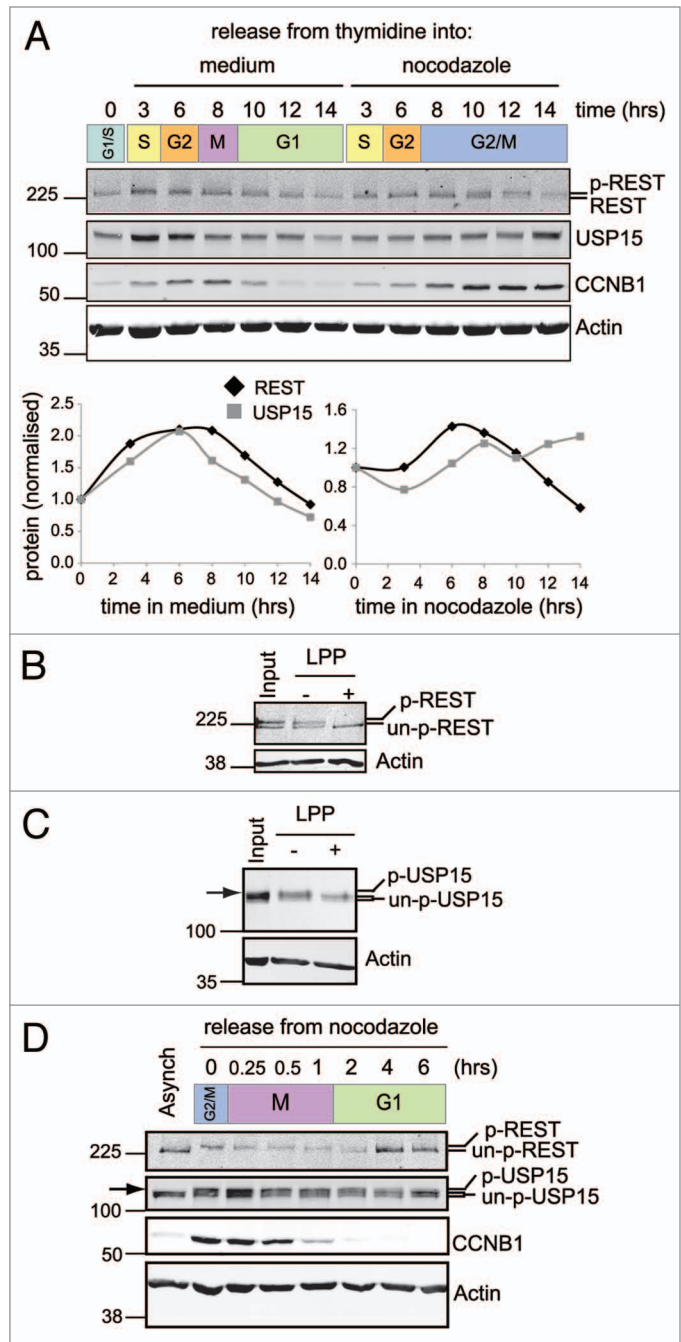 A
release from thymidine into:
medium nocodazole
0 3 6 8 10 12 14 3 6 8 10 12 14 time (hrs)
G1/S S G2 M G1 S G2 G2/M
225 p-REST
REST
100 USP15
50 CCNB1
35 Actin
REST
USP15
protein (normalised)
2.5
2.0
1.5
1.0
0.5
0.0
0 2 4 6 8 10 12 14
time in medium (hrs)
1.6
1.2
0.8
0.4
0.0
0 2 4 6 8 10 12 14
time in nocodazole (hrs)
B
Input LPP
- +
225 p-REST
un-p-REST
38 Actin
C
Input LPP
- +
p-USP15
un-p-USP15
100
Actin
35
D
release from nocodazole
Asynch 0 0.25 0.5 1 2 4 6 (hrs)
G2/M M G1
225 p-REST
un-p-REST
p-USP15
un-p-USP15
100
CCNB1
50
Actin
38